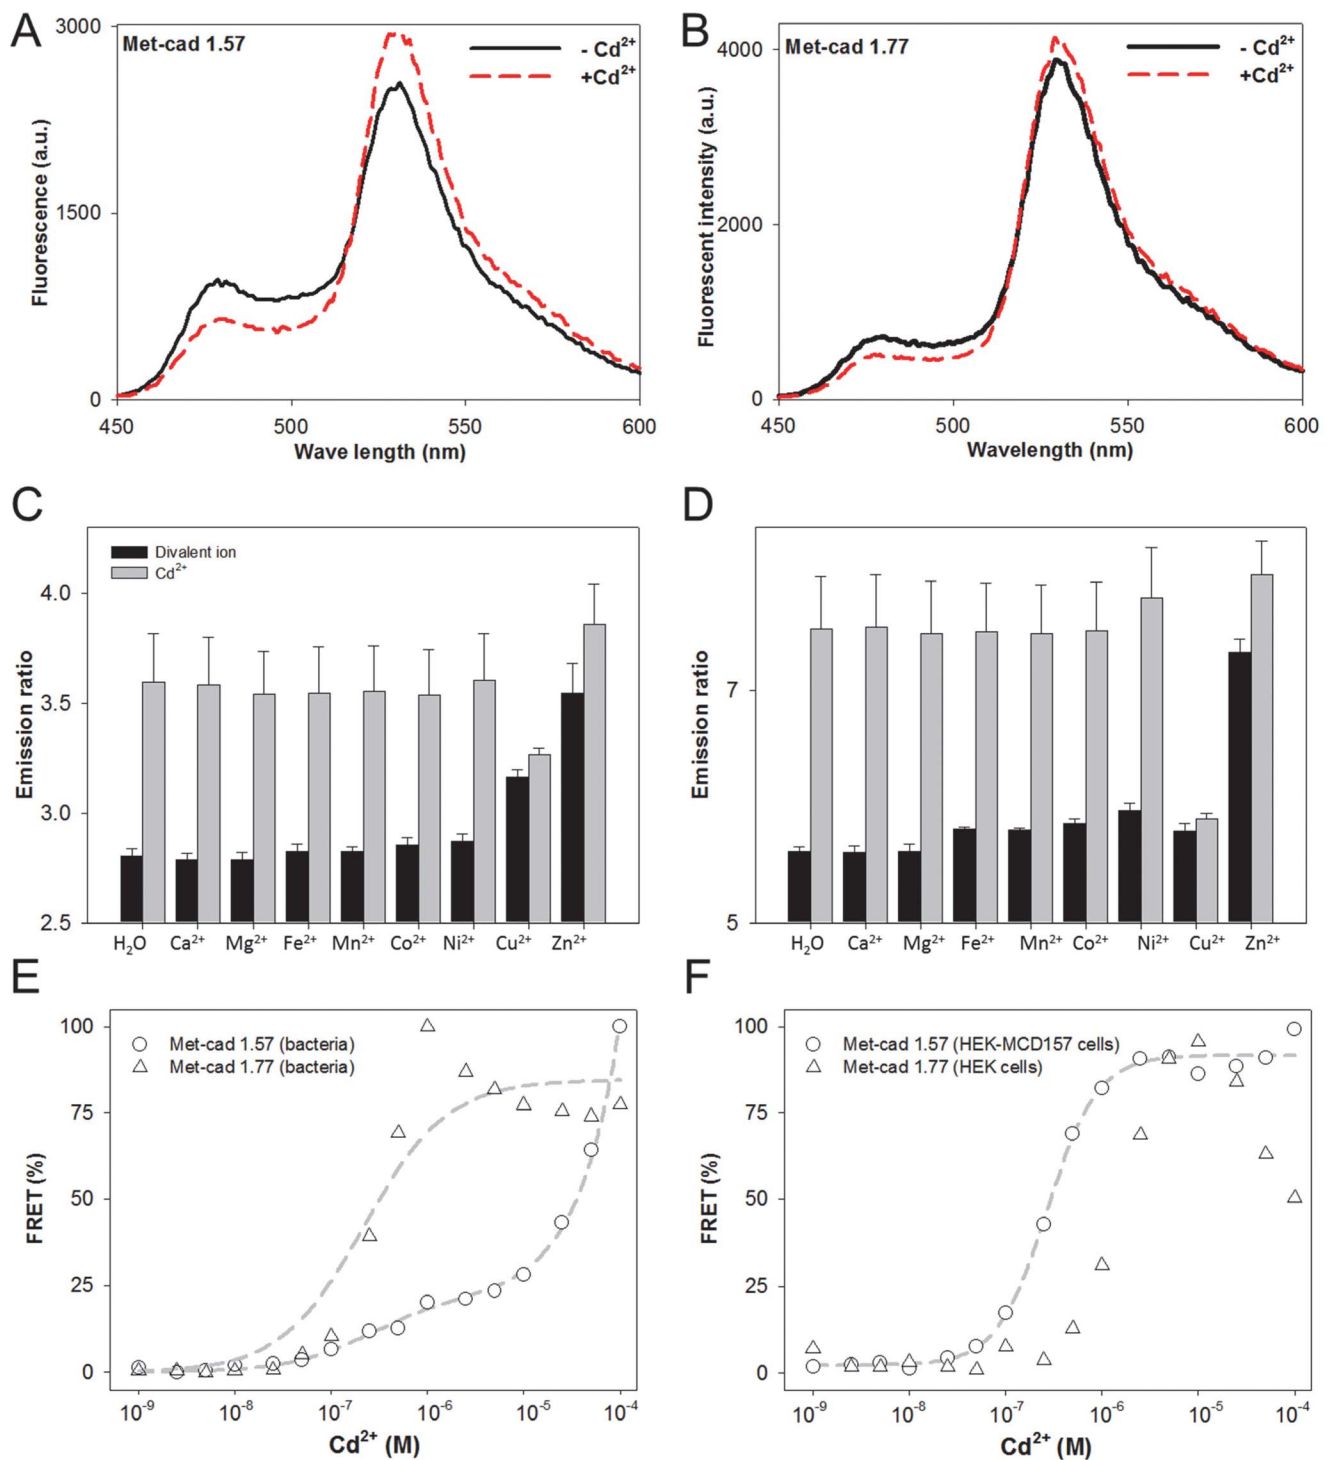 A
Met-cad 1.57
- Cd²⁺
+Cd²⁺
3000
1500
0
Fluorescence (a.u.)
450 500 550 600
Wave length (nm)
B
Met-cad 1.77
- Cd²⁺
+Cd²⁺
4000
2000
0
Fluorescent intensity (a.u.)
450 500 550 600
Wavelength (nm)
C
Divalent ion
Cd²⁺
4.0
3.5
3.0
2.5
Emission ratio
H₂O Ca²⁺ Mg²⁺ Fe²⁺ Mn²⁺ Co²⁺ Ni²⁺ Cu²⁺ Zn²⁺
D
7
5
Emission ratio
H₂O Ca²⁺ Mg²⁺ Fe²⁺ Mn²⁺ Co²⁺ Ni²⁺ Cu²⁺ Zn²⁺
E
Met-cad 1.57 (bacteria)
Met-cad 1.77 (bacteria)
100
75
50
25
0
FRET (%)
10⁻⁹ 10⁻⁸ 10⁻⁷ 10⁻⁶ 10⁻⁵ 10⁻⁴
Cd²⁺ (M)
F
Met-cad 1.57 (HEK-MCD157 cells)
Met-cad 1.77 (HEK cells)
100
75
50
25
0
FRET (%)
10⁻⁹ 10⁻⁸ 10⁻⁷ 10⁻⁶ 10⁻⁵ 10⁻⁴
Cd²⁺ (M)